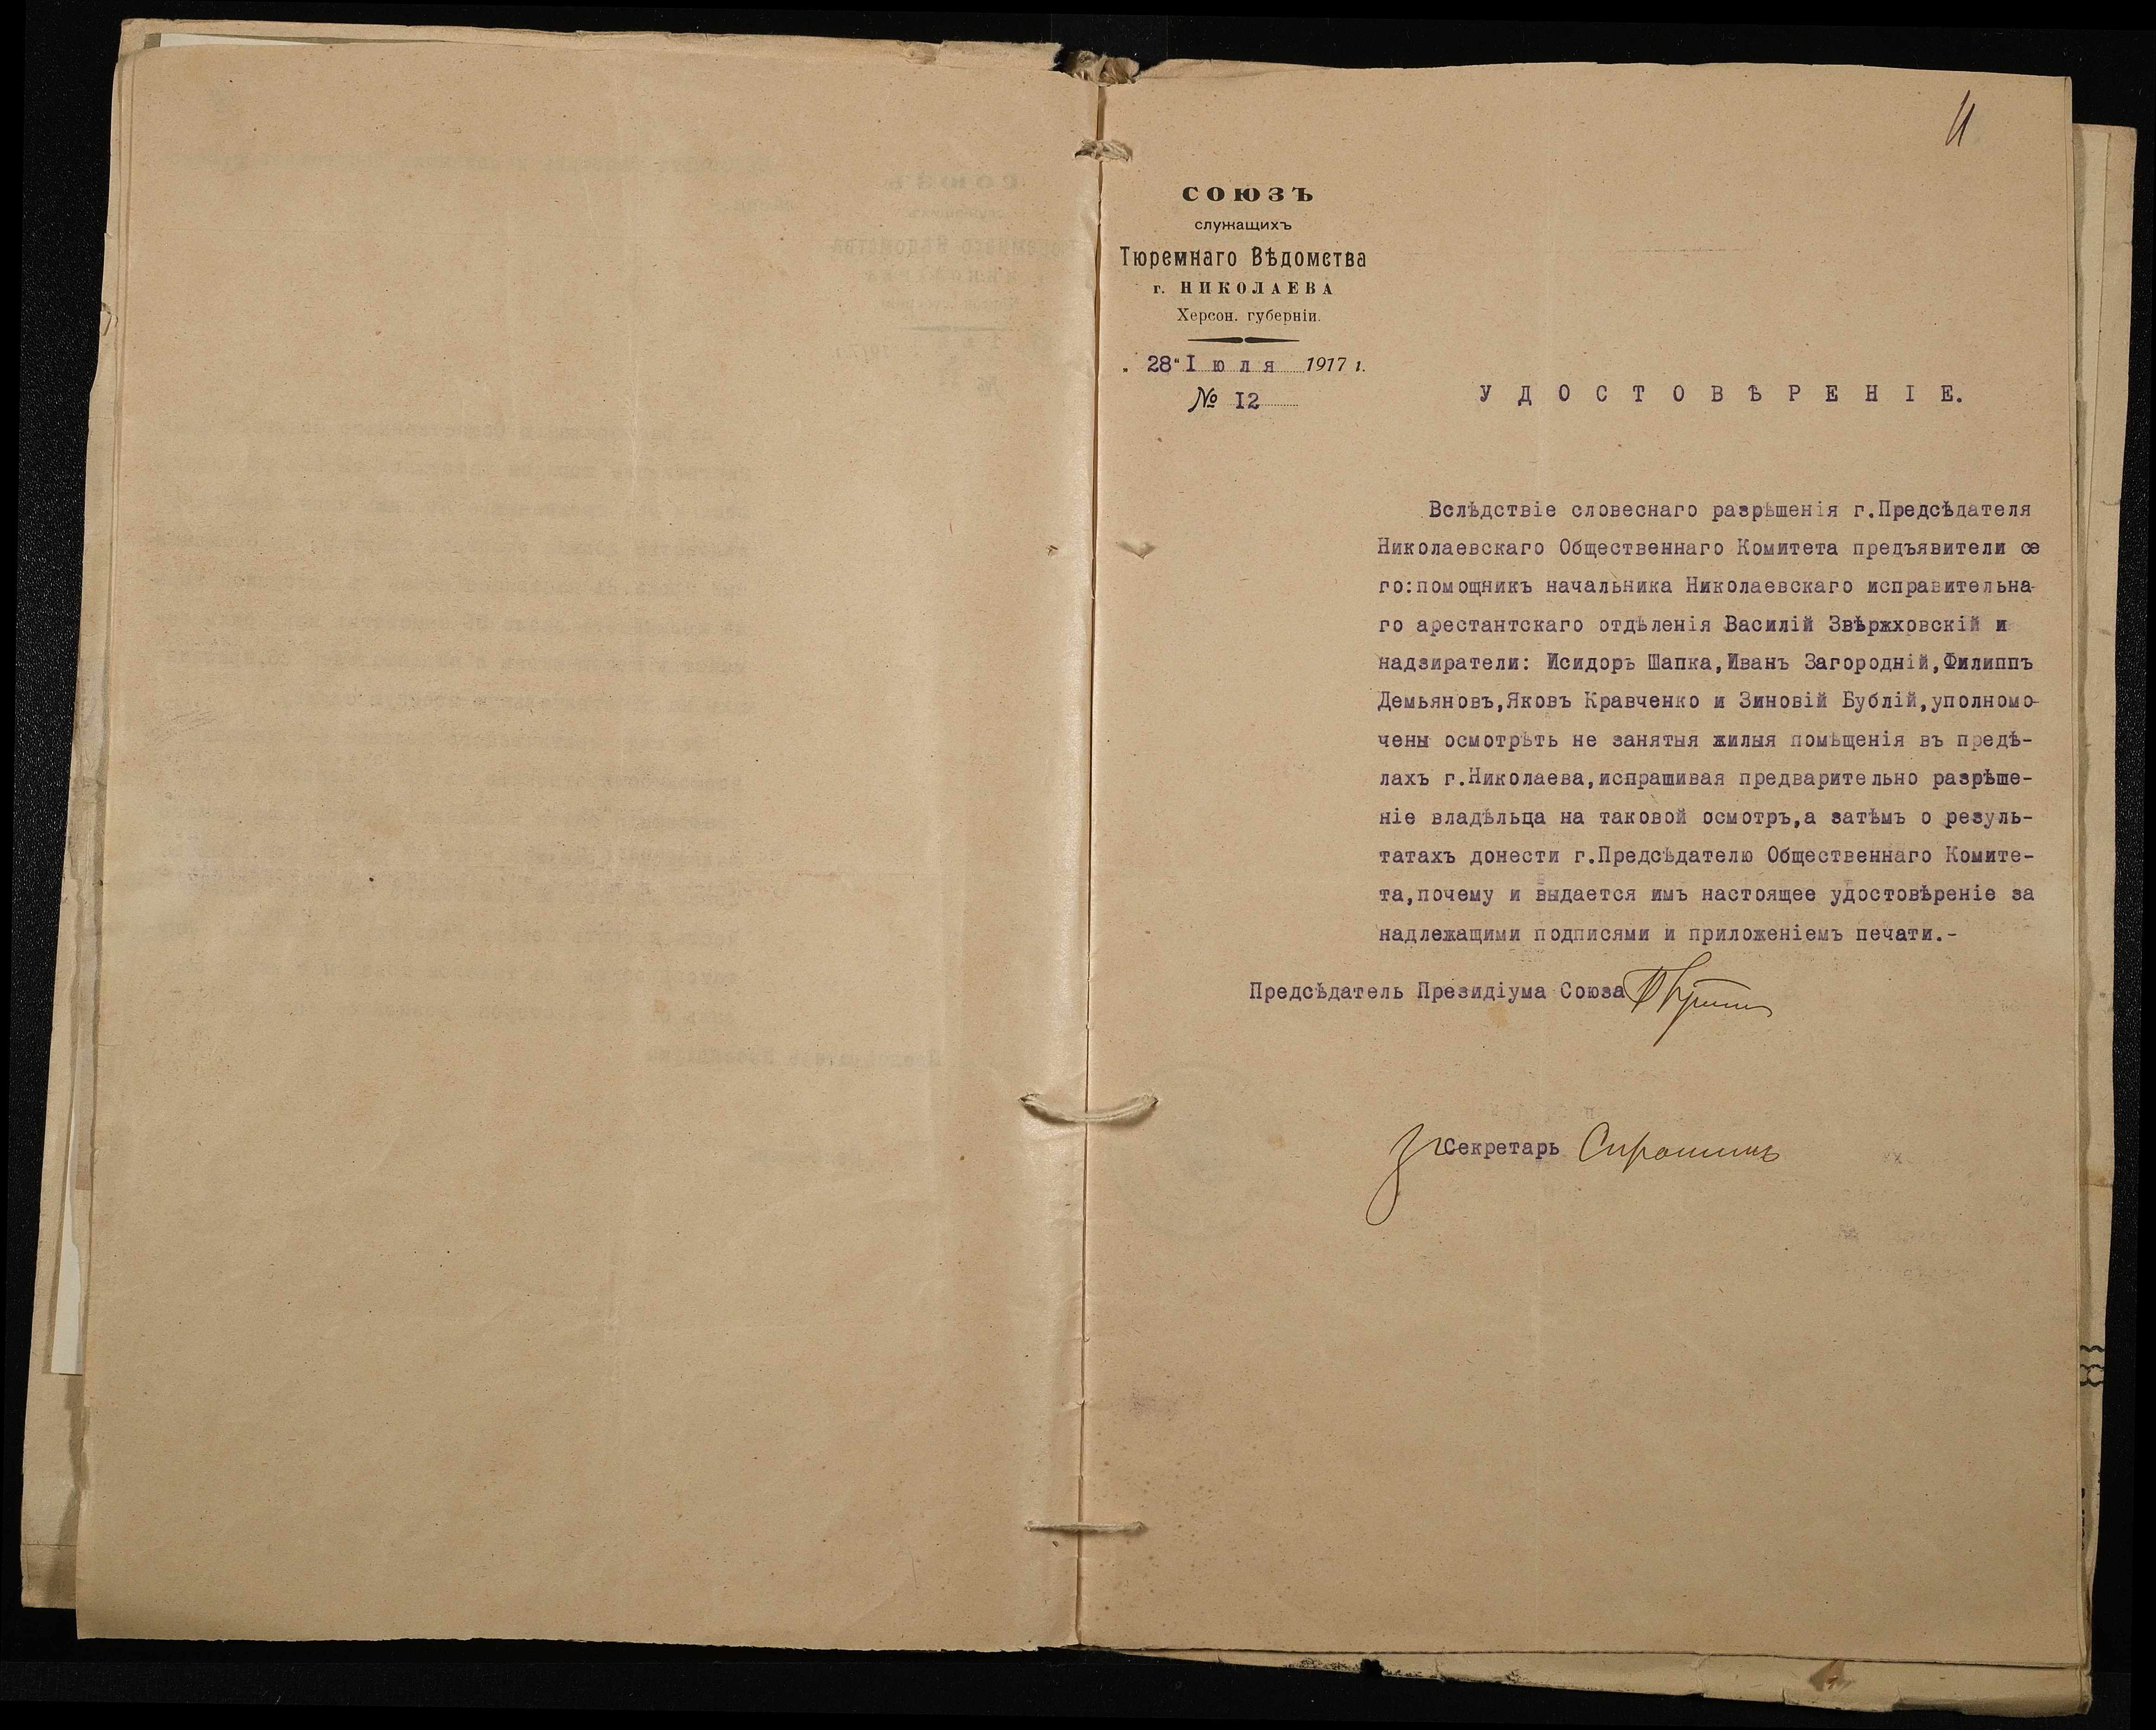 СОЮЗЪ
служащихъ
Тюремнаго Вѣдомства
г. НИКОЛАЕВА
Херсон. губерніи.
„ 28 “ Іюля 1917 г.
№ I2
УДОСТОВѢРЕНІЕ.
Вслѣдствіе словеснаго разрѣшенія г.Предсѣдателя
Николаевскаго Общественнаго Комитета предъявители се
го:помощникъ начальника Николаевскаго исправительна-
го арестантскаго отдѣленія Василій Звѣржховскій и
надзиратели: Исидоръ Шапка,Иванъ Загородній,Филиппъ
Демьяновъ,Яковъ Кравченко и Зиновій Бублій,уполномо-
чены осмотрѣть не занятыя жилыя помѣщенія въ предѣ-
лахъ г.Николаева,испрашивая предварительно разрѣше-
ніе владѣльца на таковой осмотръ,а затѣмъ о резуль-
татахъ донести г.Предсѣдателю Общественнаго Комите-
та,почему и выдается имъ настоящее удостовѣреніе за
надлежащими подписями и приложеніемъ печати.-
Предсѣдатель Президіума Союза
Секретарь